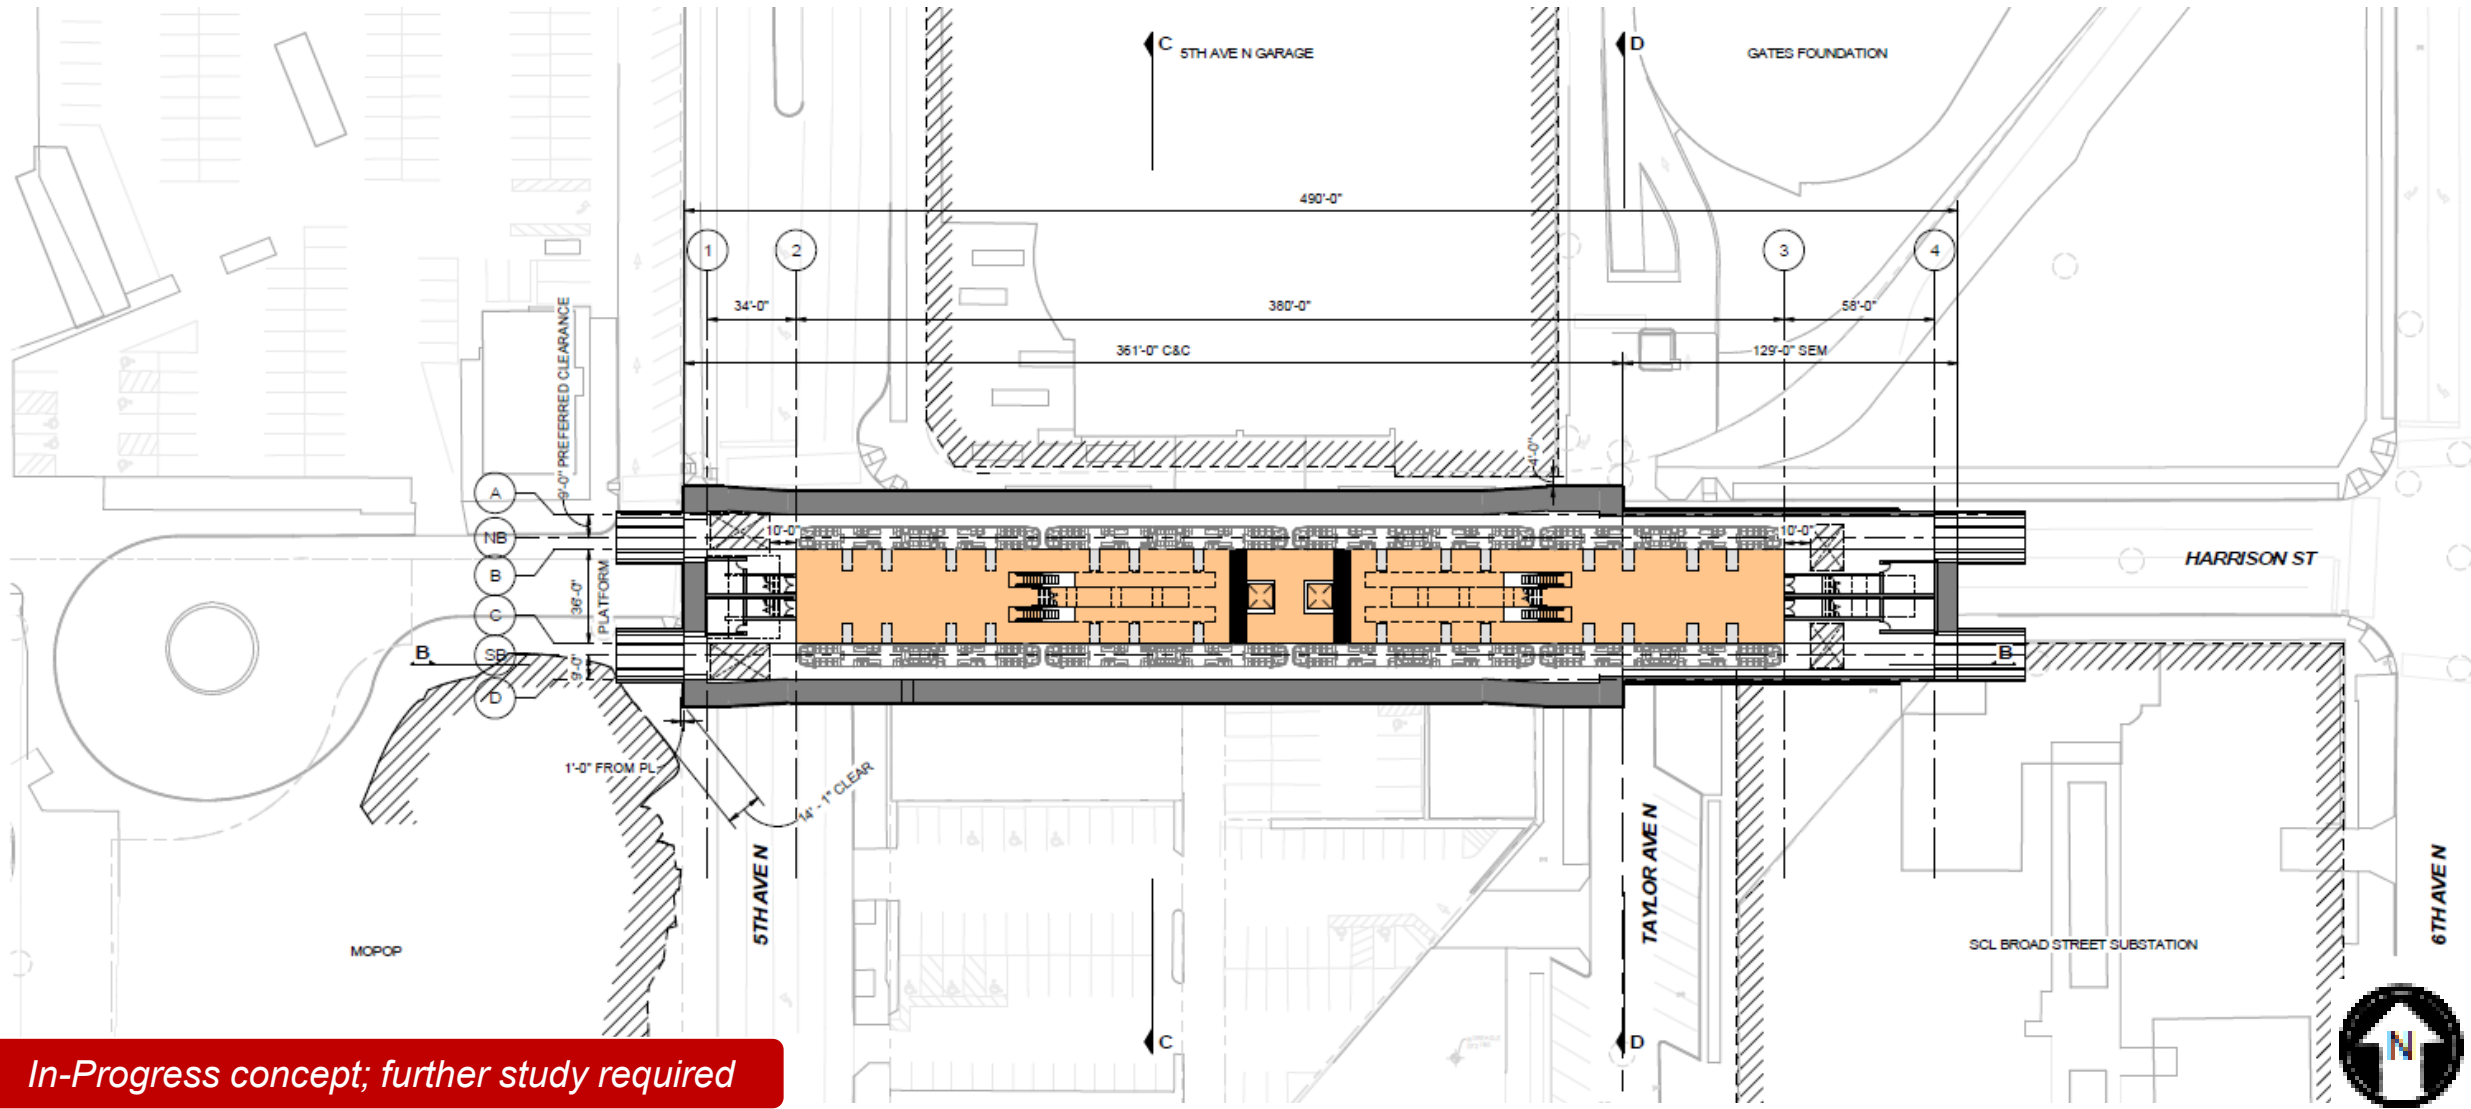 C
5TH AVE N GARAGE
D
GATES FOUNDATION
490'-0"
1
2
3
4
34'-0"
380'-0"
58'-0"
361'-0" C&C
129'-0" SEM
9'-0" PREFERRED CLEARANCE
4'-0"
A
NB
B
C
SB
D
10'-0"
10'-0"
36'-0"
PLATFORM
9'-0"
B
B
HARRISON ST
1'-0" FROM PL
14' - 1" CLEAR
5TH AVE N
TAYLOR AVE N
6TH AVE N
MOPOP
SCL BROAD STREET SUBSTATION
C
D
N
In-Progress concept; further study required